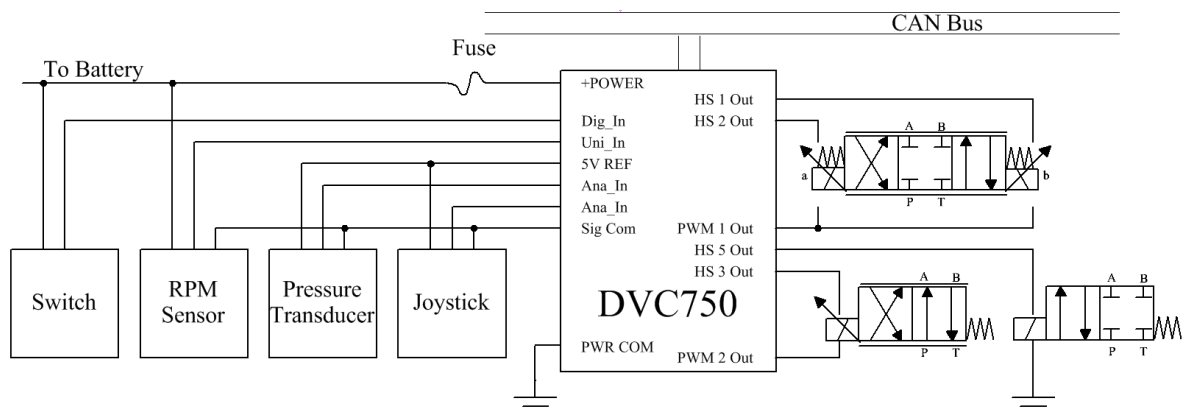 CAN Bus
Fuse
To Battery
+POWER
HS 1 Out
Dig_In
HS 2 Out
Uni_In
5V REF
Ana_In
Ana_In
Sig Com
PWM 1 Out
HS 5 Out
HS 3 Out
DVC750
PWR COM
PWM 2 Out
Switch
RPM
Sensor
Pressure
Transducer
Joystick
A B
a b
P T
A B
P T
A B
P T